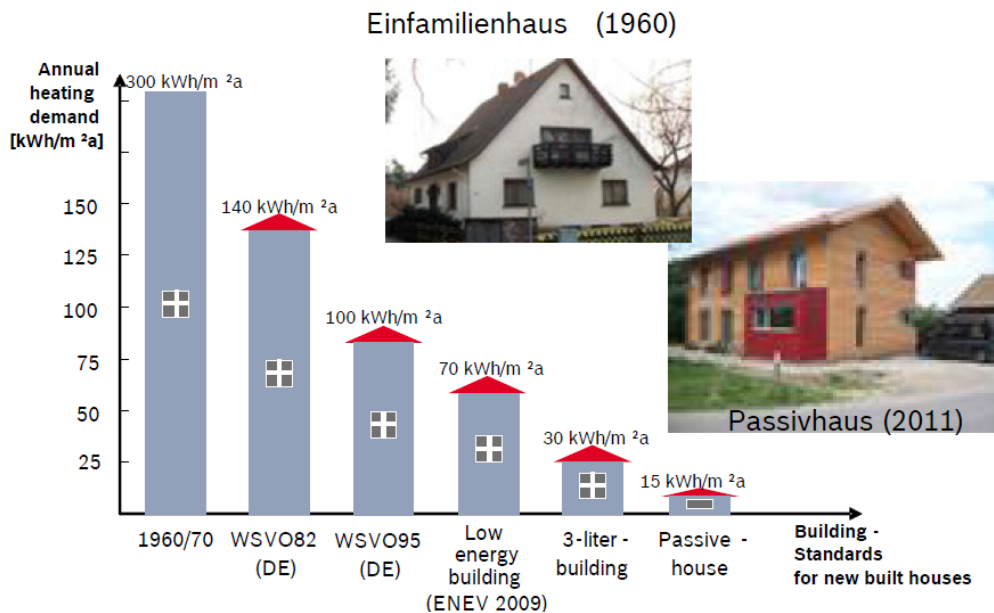 Einfamilienhaus (1960)
Annual
heating
demand
[kWh/m ²a]
300 kWh/m ²a
150
125
100
75
50
25
140 kWh/m ²a
100 kWh/m ²a
70 kWh/m ²a
30 kWh/m ²a
15 kWh/m ²a
Passivhaus (2011)
1960/70
WSVO82
(DE)
WSVO95
(DE)
Low
energy
building
(ENEV 2009)
3-liter-
building
Passive -
house
Building -
Standards
for new built houses